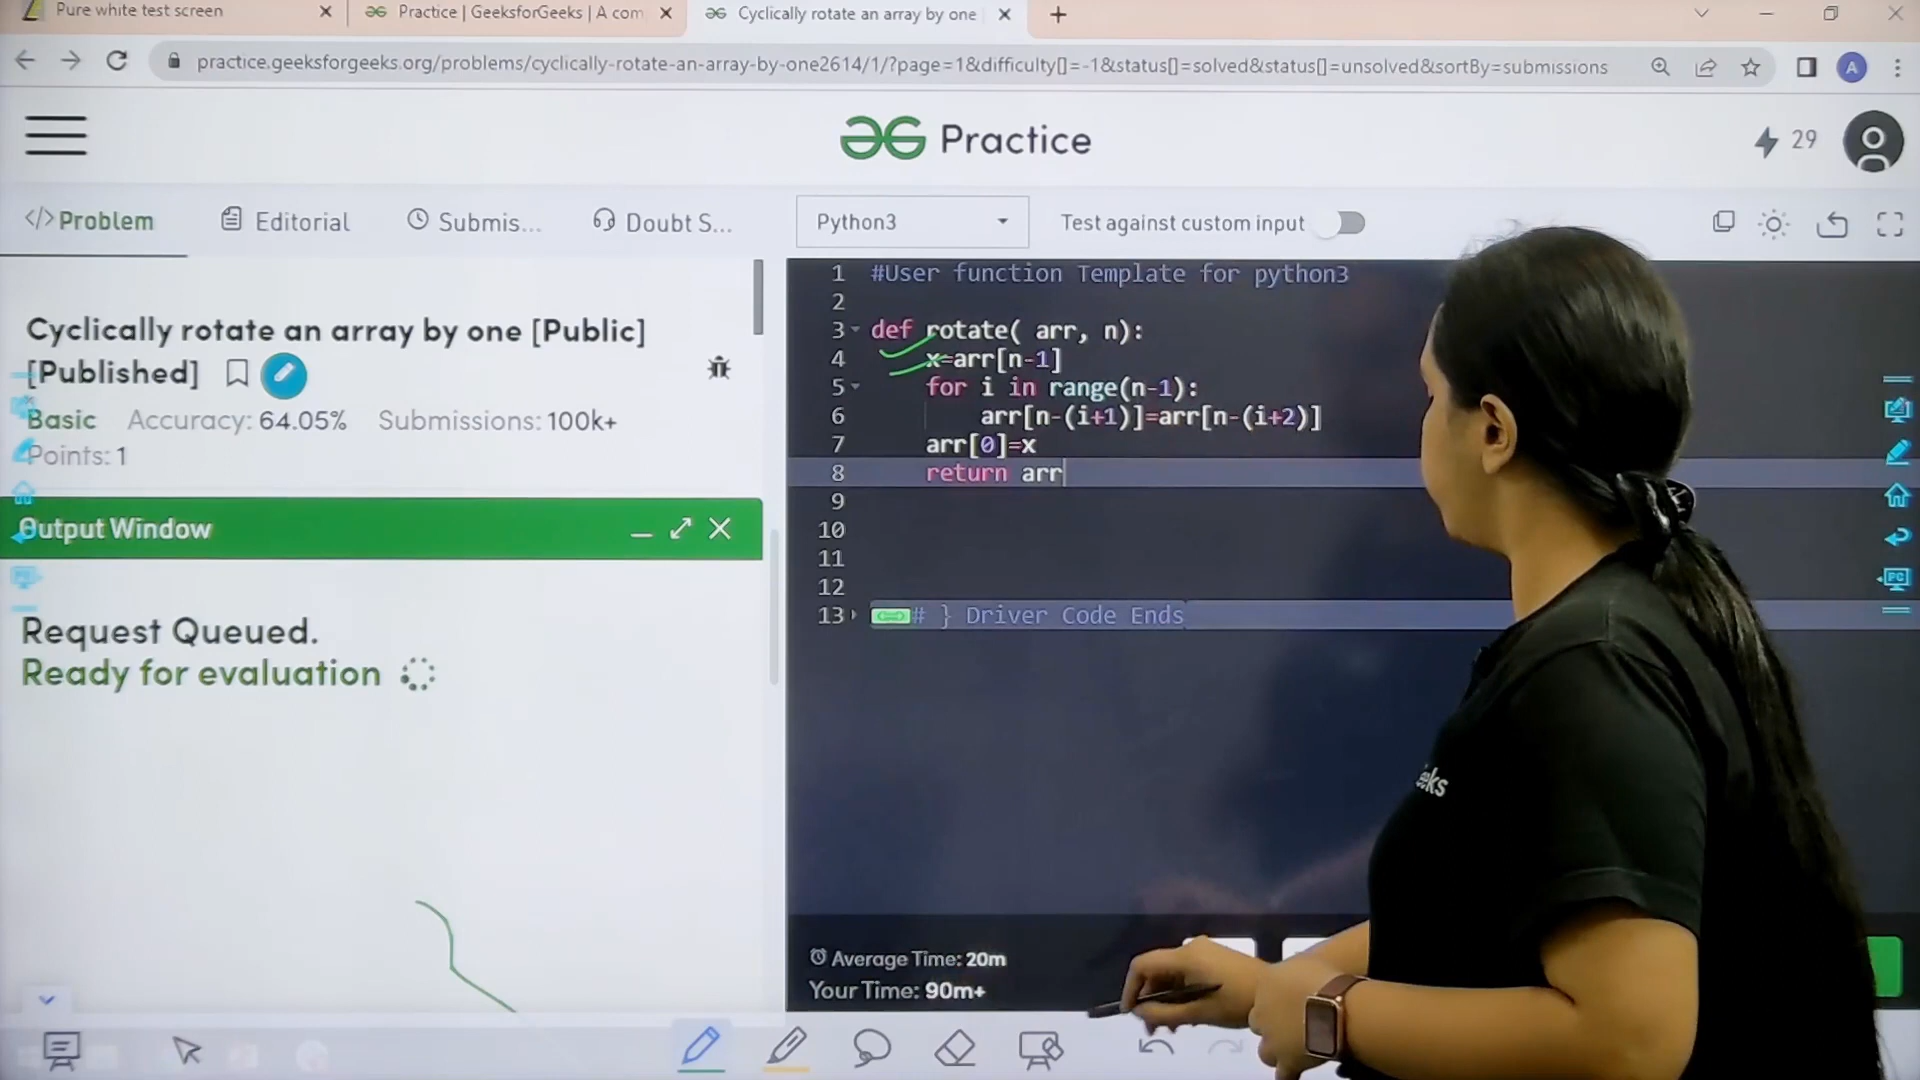 Pure white test screen
Practice | GeeksforGeeks | A com
Cyclically rotate an array by one
practice.geeksforgeeks.org/problems/cyclically-rotate-an-array-by-one2614/1/?page=1&difficulty[]=-1&status[]=solved&status[]=unsolved&sortBy=submissions
A
Practice
29
</> Problem
Editorial
Submis...
Doubt S...
Python3
Test against custom input
Cyclically rotate an array by one [Public]
[Published]
Basic Accuracy: 64.05% Submissions: 100k+
Points: 1
Output Window
Request Queued.
Ready for evaluation
1 #User function Template for python3
2
3 def rotate( arr, n):
4 x=arr[n-1]
5 for i in range(n-1):
6 arr[n-(i+1)]=arr[n-(i+2)]
7 arr[0]=x
8 return arr
9
10
11
12
13 # } Driver Code Ends
Average Time: 20m
Your Time: 90m+
eeks
PC